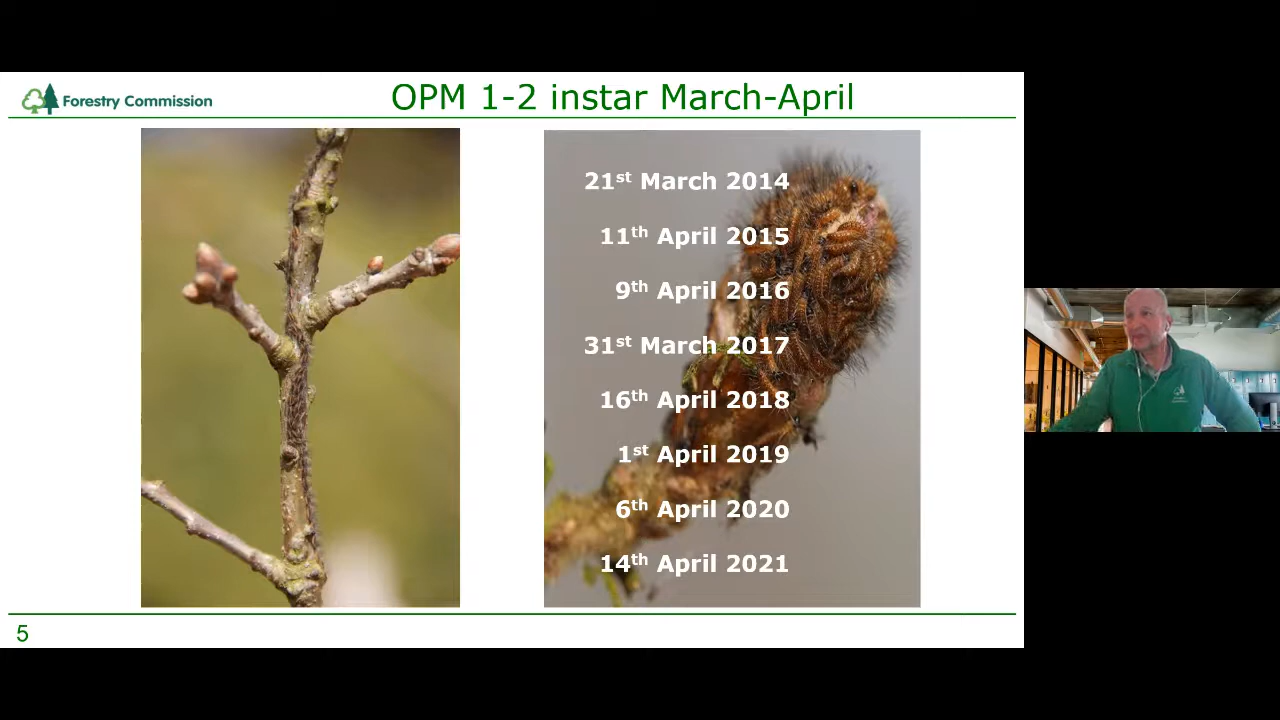 Forestry Commission
OPM 1-2 instar March-April
21st March 2014
11th April 2015
9th April 2016
31st March 2017
16th April 2018
1st April 2019
6th April 2020
14th April 2021
5